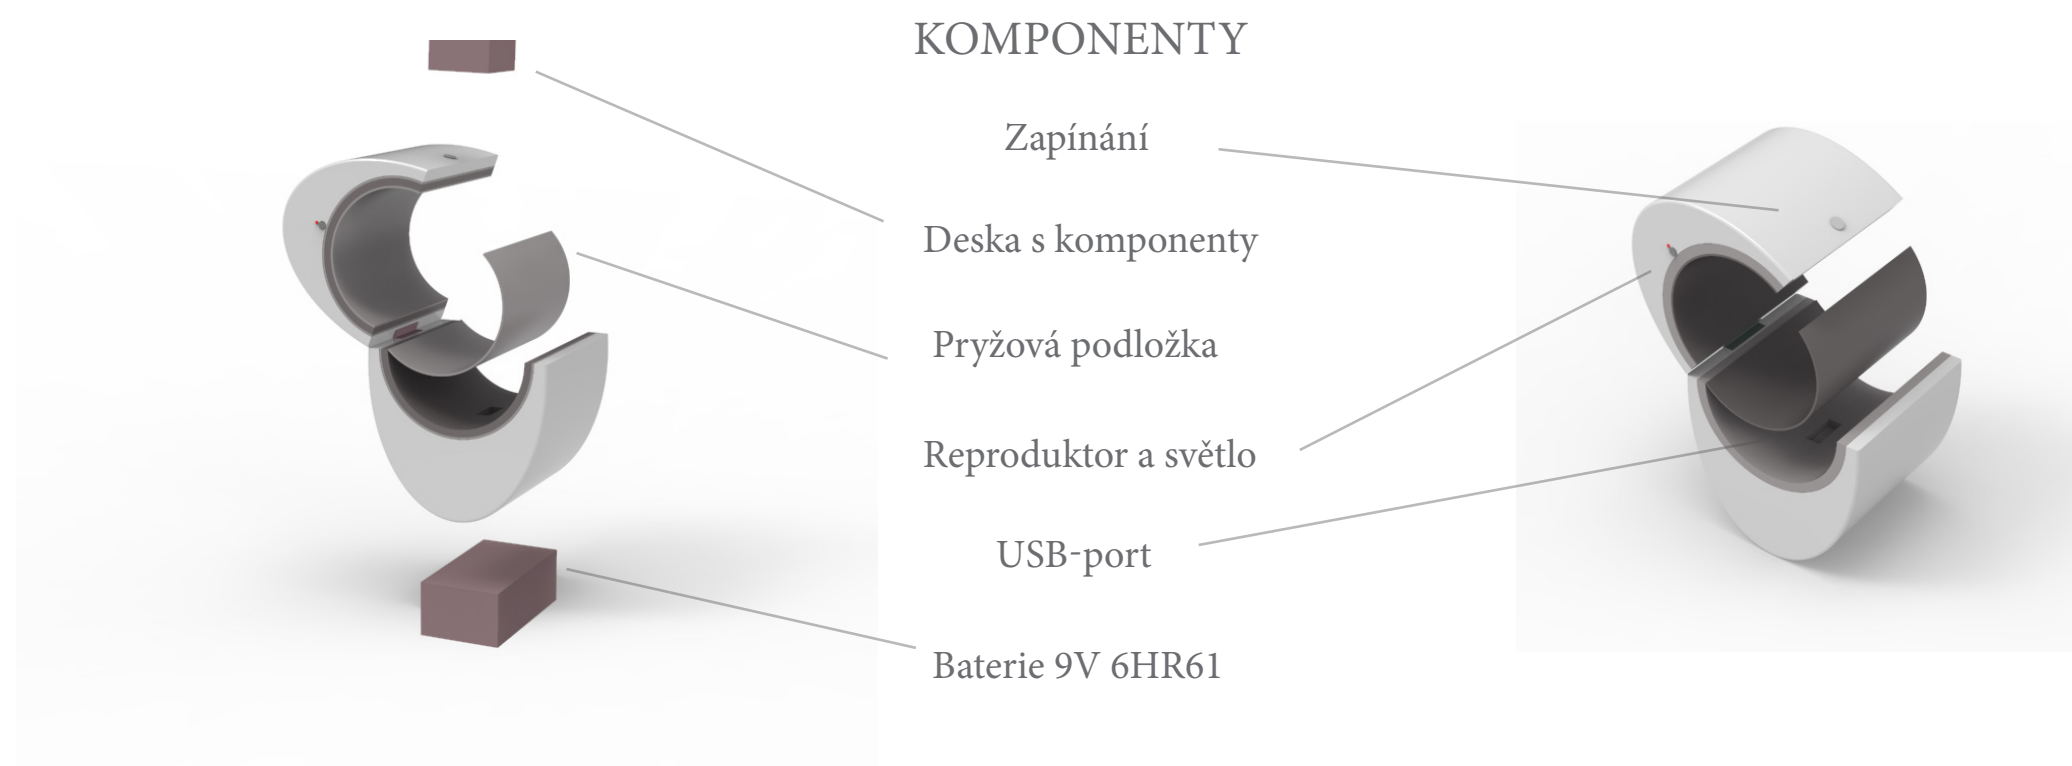 KOMPONENTY
Zapínání
Deska s komponenty
Pryžová podložka
Reproduktor a světlo
USB-port
Baterie 9V 6HR61